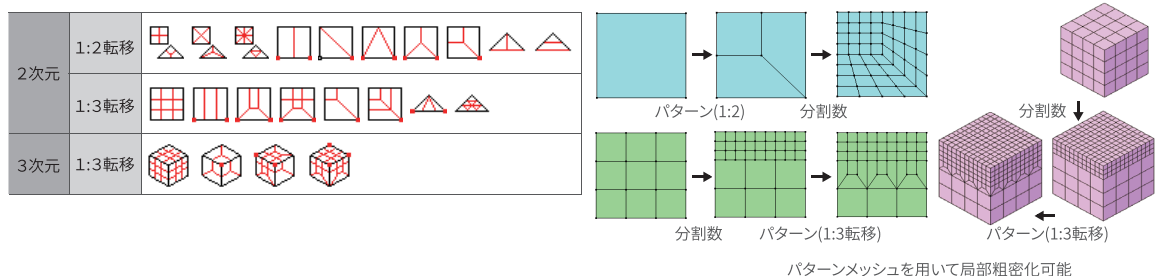 2次元
1:2転移
1:3転移
3次元
1:3転移
パターン(1:2)
分割数
分割数
分割数
パターン(1:3転移)
パターン(1:3転移)
パターンメッシュを用いて局部粗密化可能